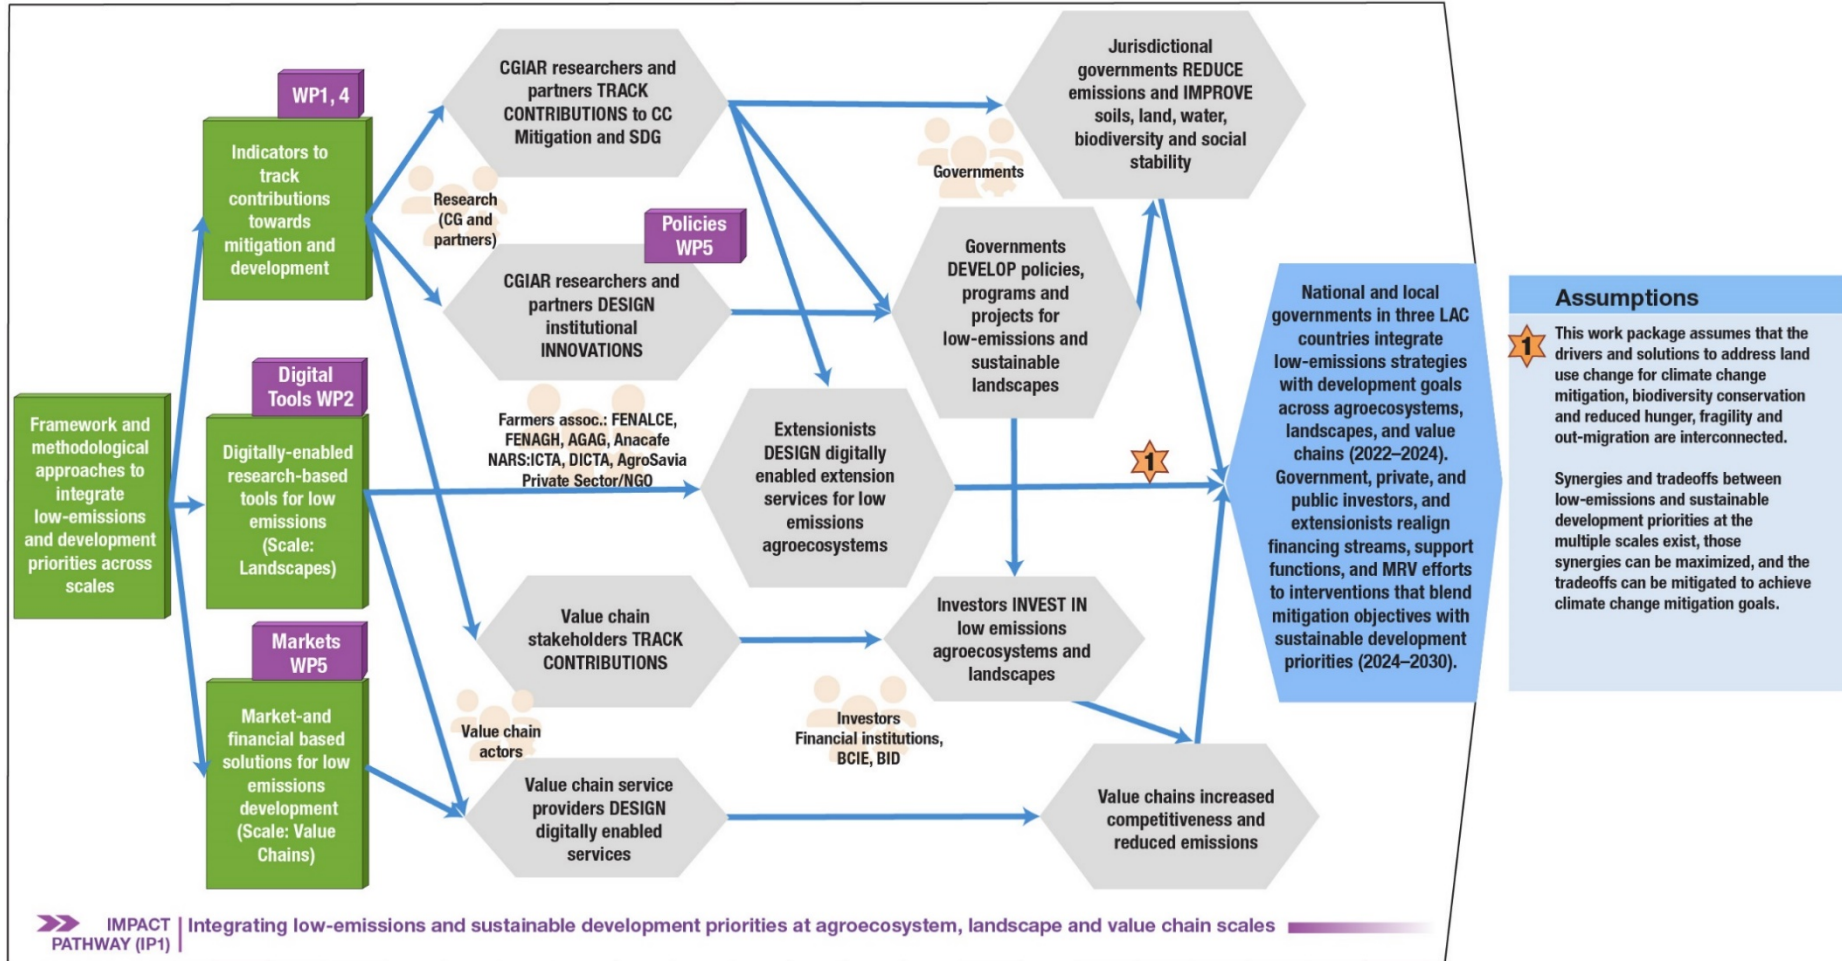 WP1, 4
Indicators to
track
contributions
towards
mitigation and
development
Digital
Tools WP2
Framework and
methodological
approaches to
integrate
low-emissions
and development
priorities across
scales
Digitally-enabled
research-based
tools for low
emissions
(Scale:
Landscapes)
Markets
WP5
Market-and
financial based
solutions for low
emissions
development
(Scale: Value
Chains)
CGIAR researchers and
partners TRACK
CONTRIBUTIONS to CC
Mitigation and SDG
Research
(CG and
partners)
Policies
WP5
CGIAR researchers and
partners DESIGN
institutional
INNOVATIONS
Farmers assoc.: FENALCE,
FENAGH, AGAG, Anacafe
NARS:ICTA, DICTA, AgroSavia
Private Sector/NGO
Value chain
stakeholders TRACK
CONTRIBUTIONS
Value chain
actors
Value chain service
providers DESIGN
digitally enabled
services
Extensionists
DESIGN digitally
enabled extension
services for low
emissions
agroecosystems
Jurisdictional
governments REDUCE
emissions and IMPROVE
soils, land, water,
biodiversity and social
stability
Governments
Governments
DEVELOP policies,
programs and
projects for
low-emissions and
sustainable
landscapes
1
Investors INVEST IN
low emissions
agroecosystems and
landscapes
Investors
Financial institutions,
BCIE, BID
Value chains increased
competitiveness and
reduced emissions
National and local
governments in three LAC
countries integrate
low-emissions strategies
with development goals
across agroecosystems,
landscapes, and value
chains (2022–2024).
Government, private, and
public investors, and
extensionists realign
financing streams, support
functions, and MRV efforts
to interventions that blend
mitigation objectives with
sustainable development
priorities (2024–2030).
Assumptions
1
This work package assumes that the
drivers and solutions to address land
use change for climate change
mitigation, biodiversity conservation
and reduced hunger, fragility and
out-migration are interconnected.
Synergies and tradeoffs between
low-emissions and sustainable
development priorities at the
multiple scales exist, those
synergies can be maximized, and the
tradeoffs can be mitigated to achieve
climate change mitigation goals.
IMPACT
PATHWAY (IP1)
Integrating low-emissions and sustainable development priorities at agroecosystem, landscape and value chain scales